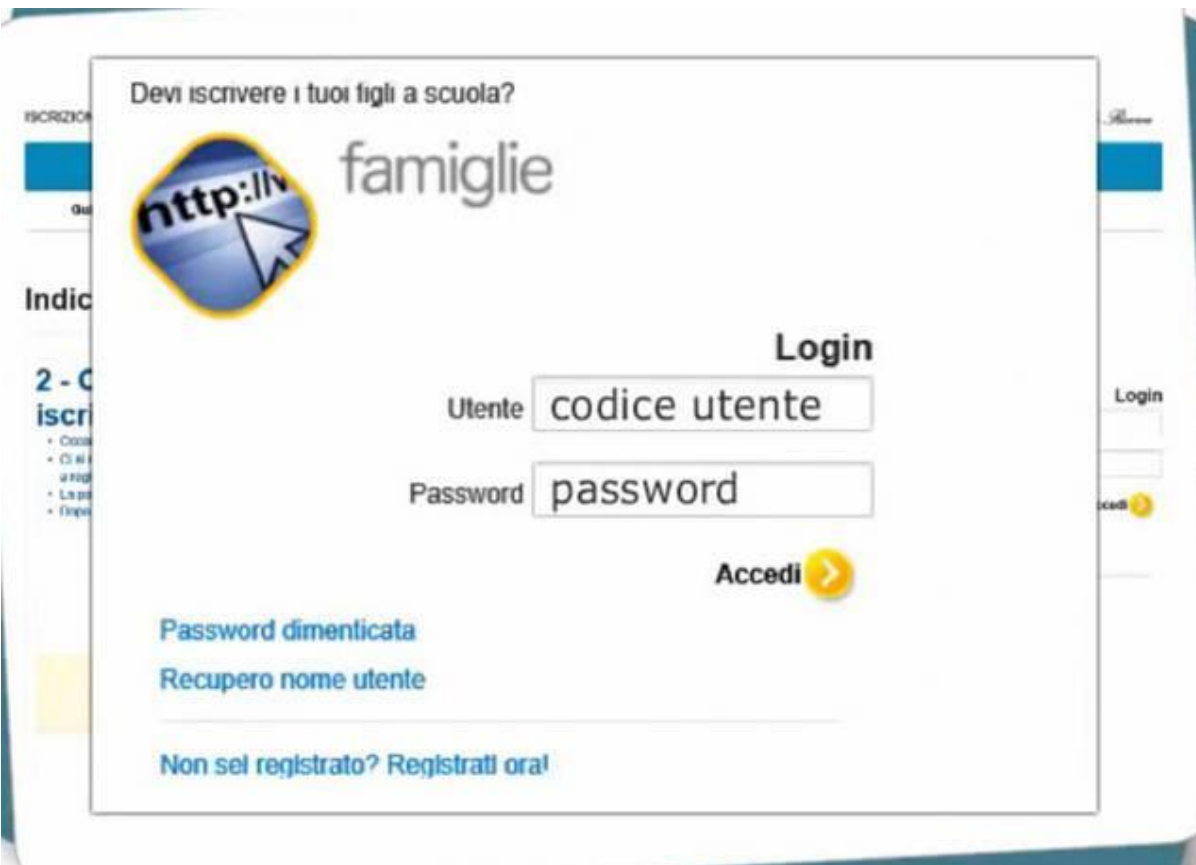 Devi iscrivere i tuoi figli a scuola?
http://
famiglie
Indic
Login
2 -
iscri
Utente codice utente
Login
Password password
Accedi
Password dimenticata
Recupero nome utente
Non sei registrato? Registrati ora!